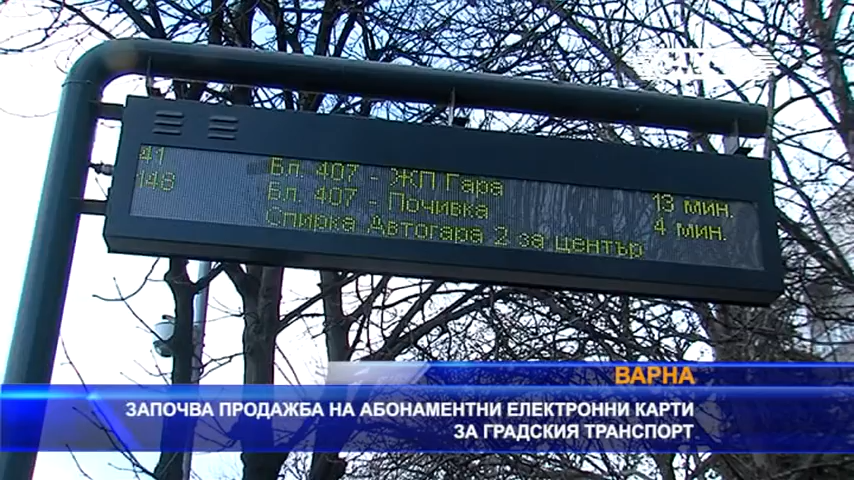 41 Бл. 407 - ЖП Гара 13 мин.
148 Бл. 407 - Почивка 4 мин.
Спирка Автогара 2 за център
ВАРНА
ЗАПОЧВА ПРОДАЖБА НА АБОНАМЕНТНИ ЕЛЕКТРОННИ КАРТИ
ЗА ГРАДСКИЯ ТРАНСПОРТ